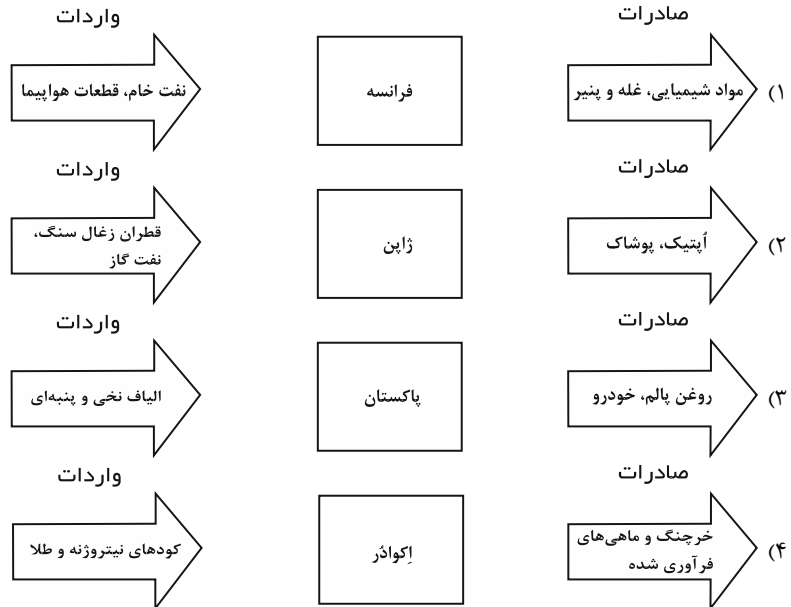 صادرات
واردات
۱)
مواد شیمیایی، غله و پنیر
فرانسه
نفت خام، قطعات هواپیما
صادرات
واردات
۲)
اُپتیک، پوشاک
ژاپن
قطران زغال سنگ،
نفت گاز
صادرات
واردات
۳)
روغن پالم، خودرو
پاکستان
الیاف نخی و پنبه‌ای
صادرات
واردات
۴)
خرچنگ و ماهی‌های
فرآوری شده
اِکوادُر
کودهای نیتروژنه و طلا